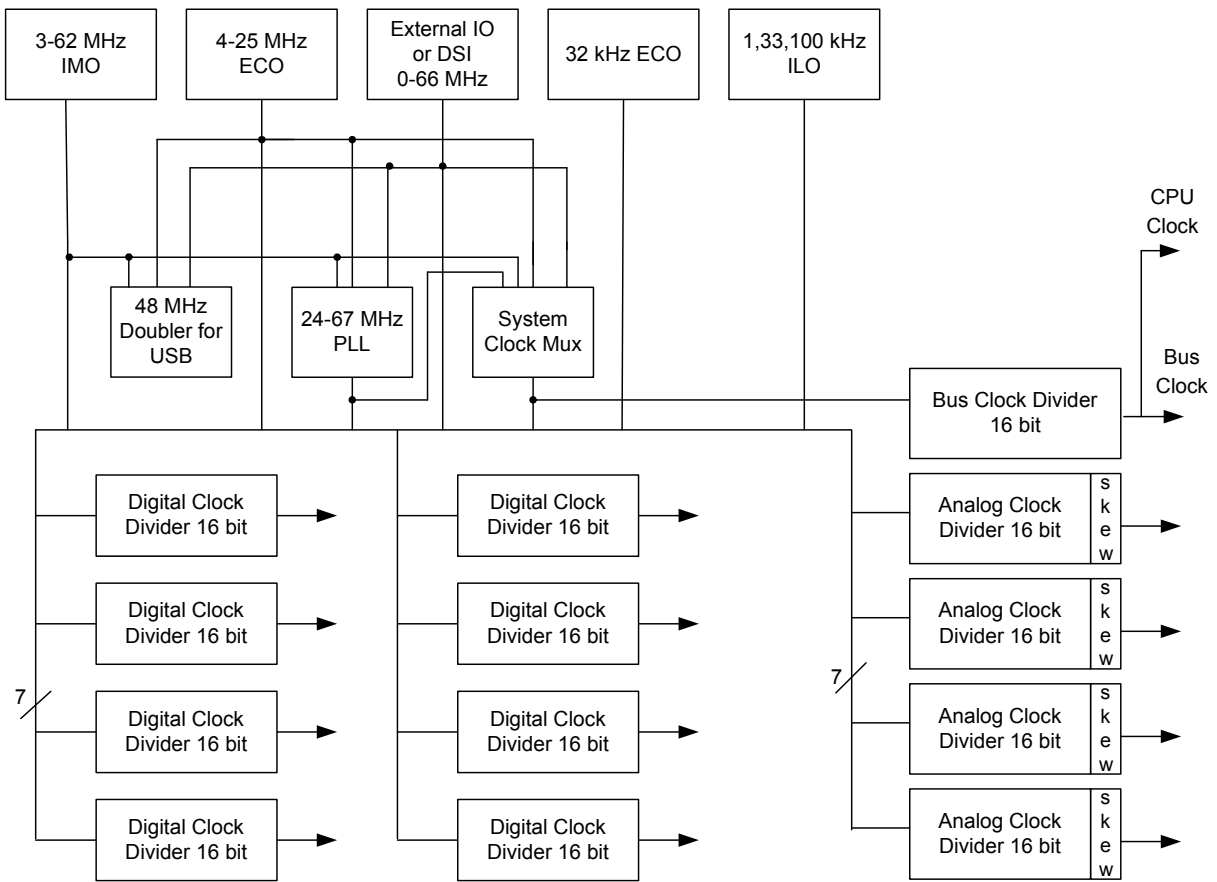 3-62 MHz
IMO
4-25 MHz
ECO
External IO
or DSI
0-66 MHz
32 kHz ECO
1,33,100 kHz
ILO
CPU
Clock
48 MHz
Doubler for
USB
24-67 MHz
PLL
System
Clock Mux
Bus
Clock
Bus Clock Divider
16 bit
Digital Clock
Divider 16 bit
Digital Clock
Divider 16 bit
Analog Clock
Divider 16 bit
s
k
e
w
Digital Clock
Divider 16 bit
Digital Clock
Divider 16 bit
Analog Clock
Divider 16 bit
s
k
e
w
7
7
Digital Clock
Divider 16 bit
Digital Clock
Divider 16 bit
Analog Clock
Divider 16 bit
s
k
e
w
Digital Clock
Divider 16 bit
Digital Clock
Divider 16 bit
Analog Clock
Divider 16 bit
s
k
e
w